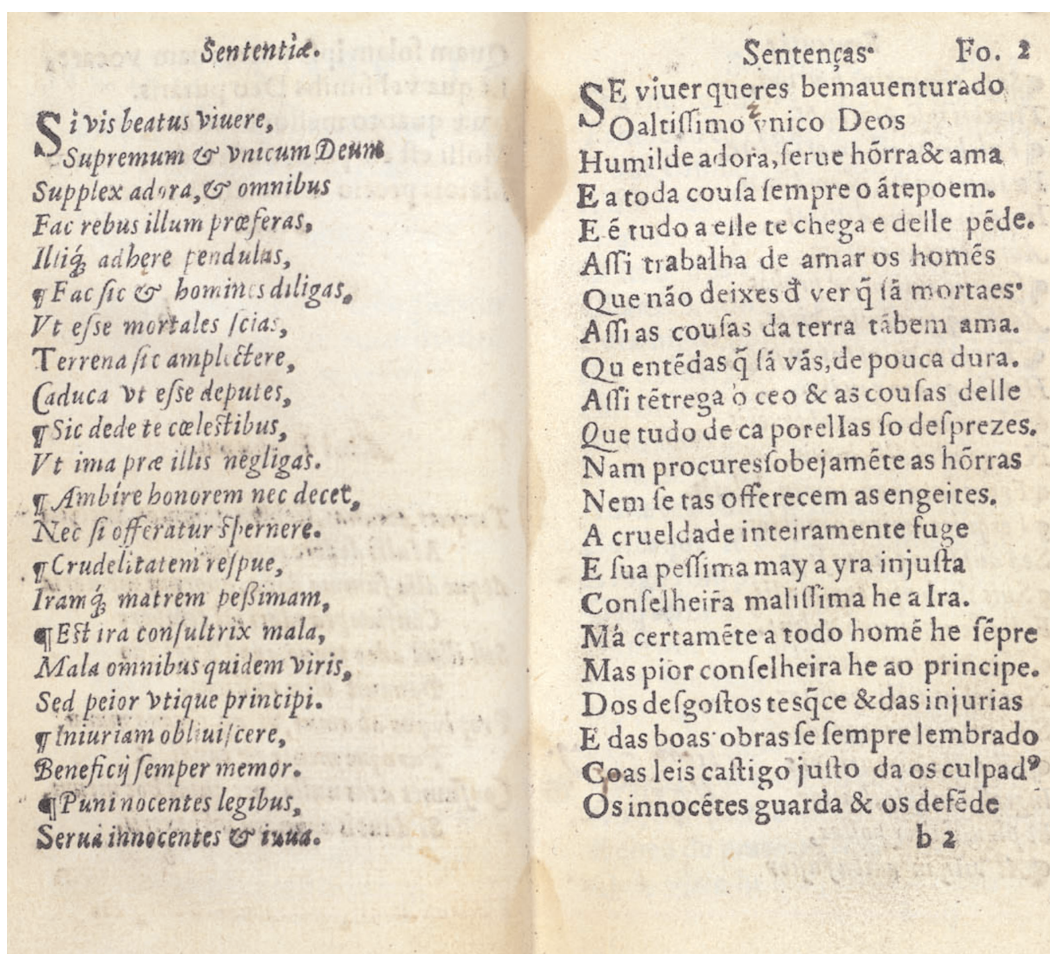 Sententiæ.
Si vis beatus viuere,
Supremum & vnicum Deum
Supplex adora, & omnibus
Fac rebus illum præferas,
Illiq́; adhęre pendulus,
¶ Fac sic & homines diligas,
Vt esse mortales scias,
Terrena sic amplectere,
Caduca vt esse deputes,
¶ Sic dede te cœlestibus,
Vt ima præ illis negligas.
¶ Ambire honorem nec decet,
Nec si offeratur spernere.
¶ Crudelitatem respue,
Iramq́; matrem peßimam,
¶ Est ira consultrix mala,
Mala omnibus quidem viris,
Sed peior vtique principi.
¶ Iniuriam obliuiscere,
Beneficij semper memor.
¶ Puni nocentes legibus,
Serua innocentes & iuua.
Sentenças. Fo. 2
SE viuer queres bemauenturado
O altissimo vnico Deos
Humilde adora, serue hõrra & ama
E a toda cousa sempre o ãtepoem.
E ẽ tudo a elle te chega e delle pẽde.
Assi trabalha de amar os homẽs
Que não deixes đ ver q̃ sã mortaes.
Assi as cousas da terra tãbem ama.
Qu entẽdas q̃ sã vãs, de pouca dura.
Assi tẽtrega ò ceo & as cousas delle
Que tudo de ca porellas so desprezes.
Nam procures sobejamẽte as hõrras
Nem se tas offerecem as engeites.
A crueldade inteiramente fuge
E sua pessima may a yra injusta
Conselheira malissima he a Ira.
Má certamẽte a todo homẽ he sẽpre
Mas pior conselheira he ao principe.
Dos desgostos tesq̃ce & das injurias
E das boas obras se sempre lembrado
Cõas leis castigo justo da os culpadꝰ
Os innocẽtes guarda & os defẽde
b 2